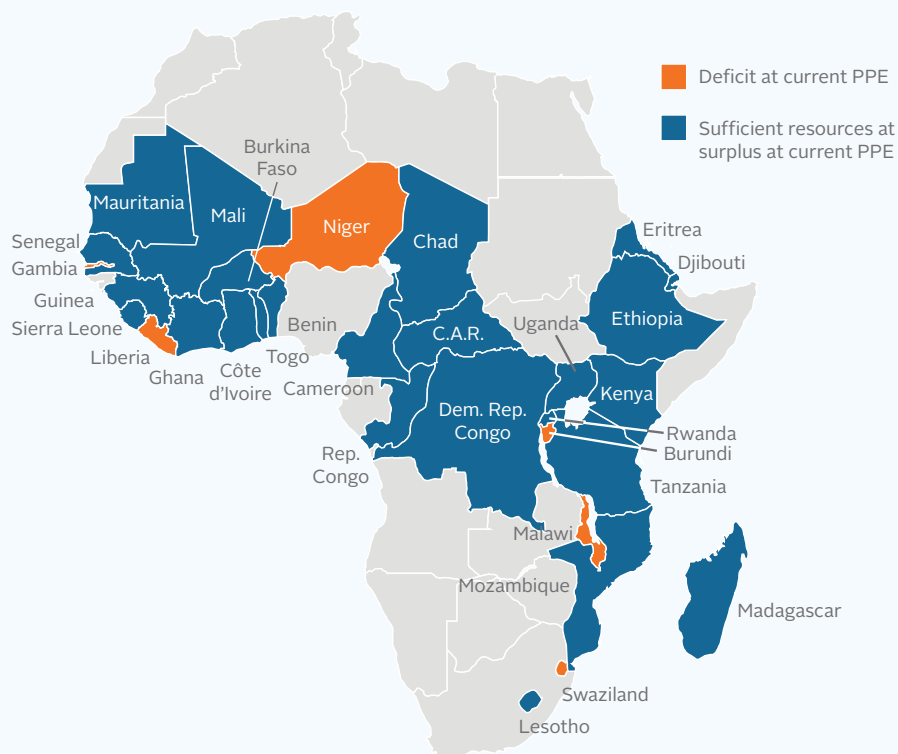 Deficit at current PPE
Sufficient resources at
surplus at current PPE
Burkina
Faso
Mauritania
Mali
Niger
Chad
Eritrea
Senegal
Gambia
Djibouti
Guinea
Sierra Leone
Benin
Uganda
Ethiopia
C.A.R.
Liberia
Togo
Ghana
Côte
d'Ivoire
Cameroon
Kenya
Dem. Rep.
Congo
Rwanda
Burundi
Rep.
Congo
Tanzania
Malawi
Mozambique
Madagascar
Swaziland
Lesotho